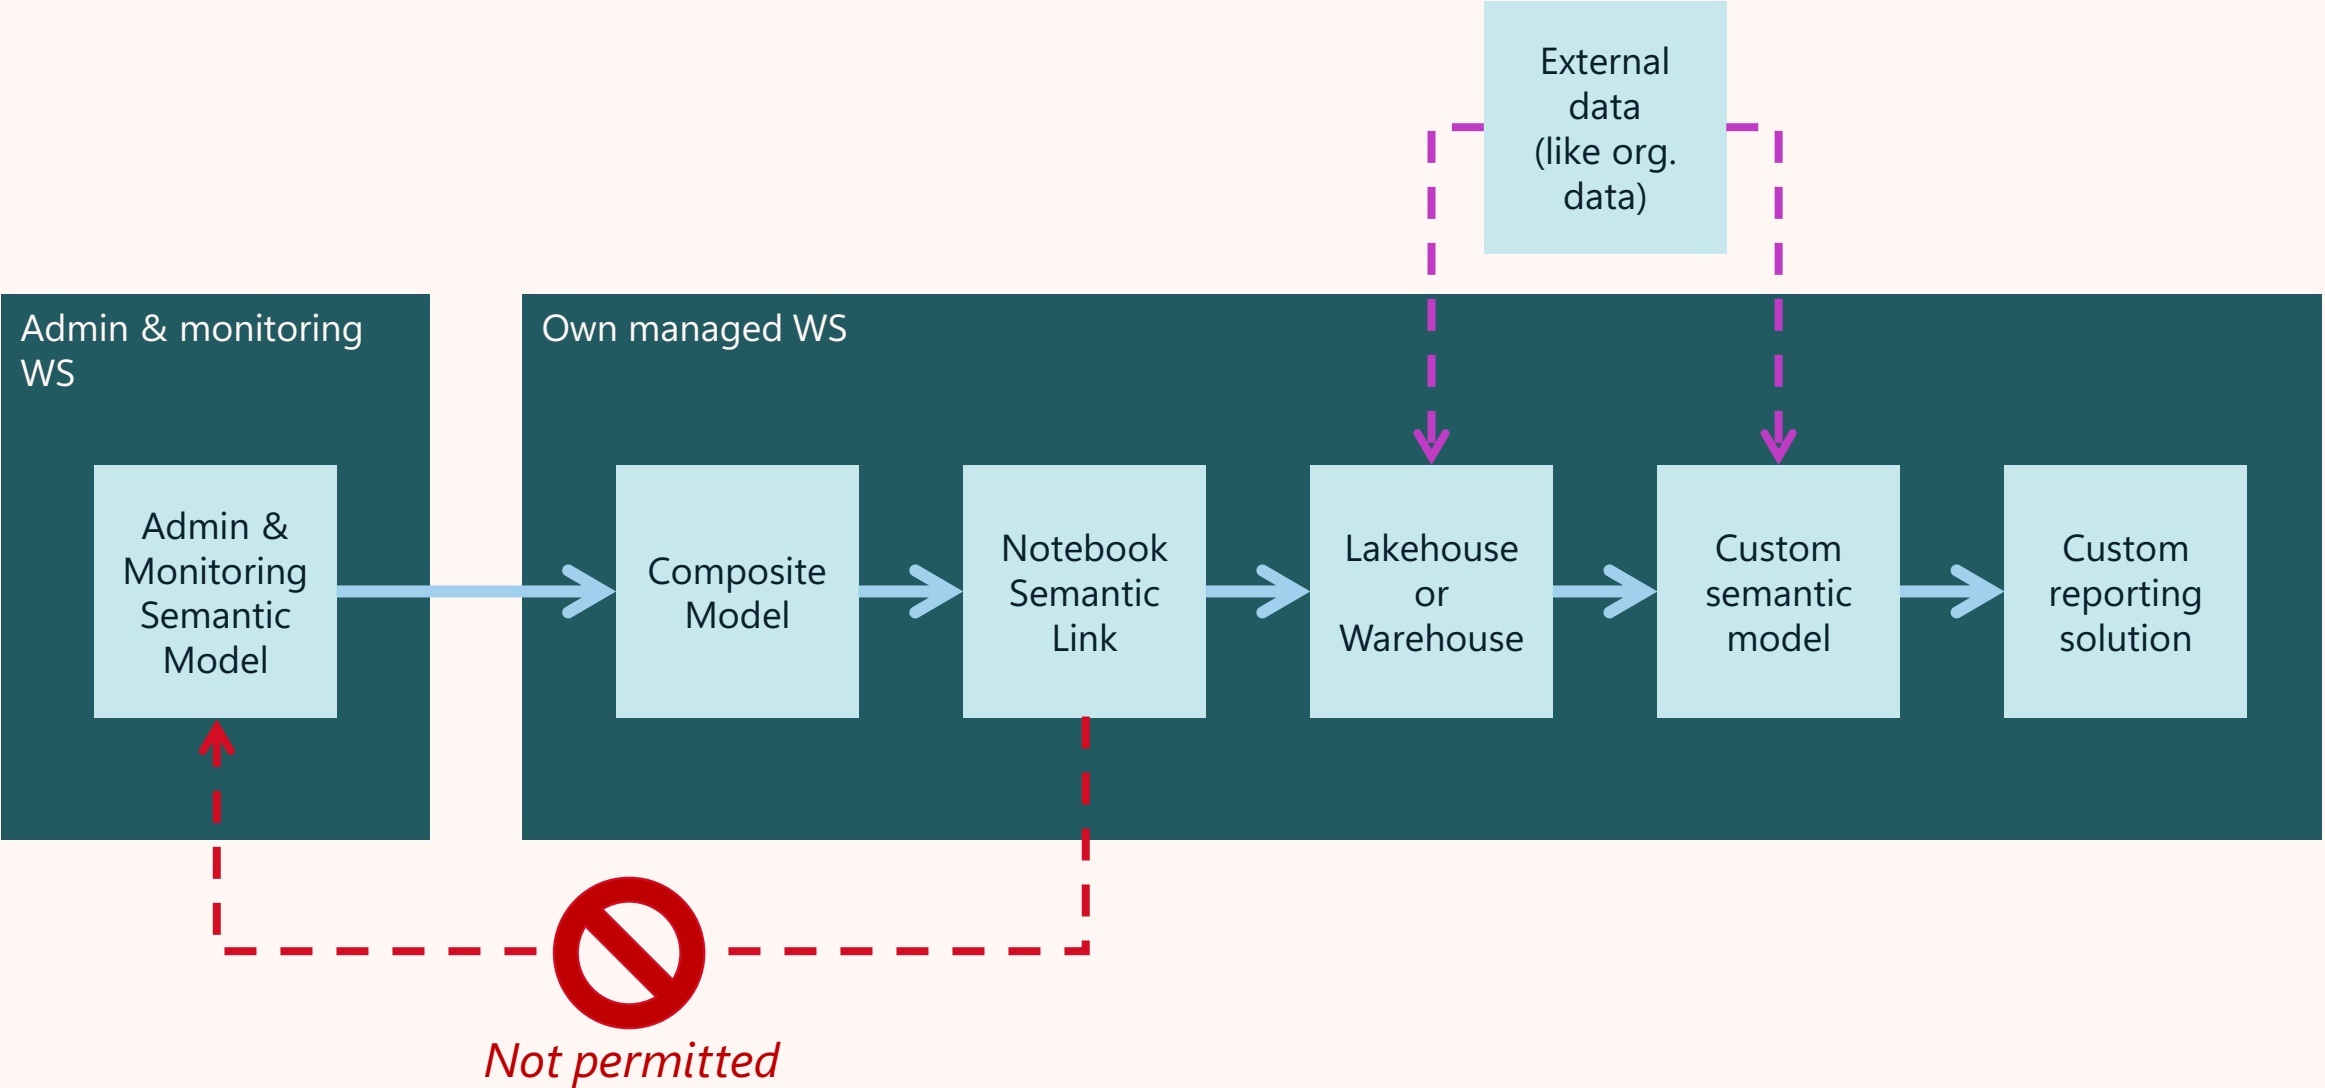 External
data
(like org.
data)
Admin & monitoring
WS
Own managed WS
Admin &
Monitoring
Semantic
Model
Composite
Model
Notebook
Semantic
Link
Lakehouse
or
Warehouse
Custom
semantic
model
Custom
reporting
solution
Not permitted